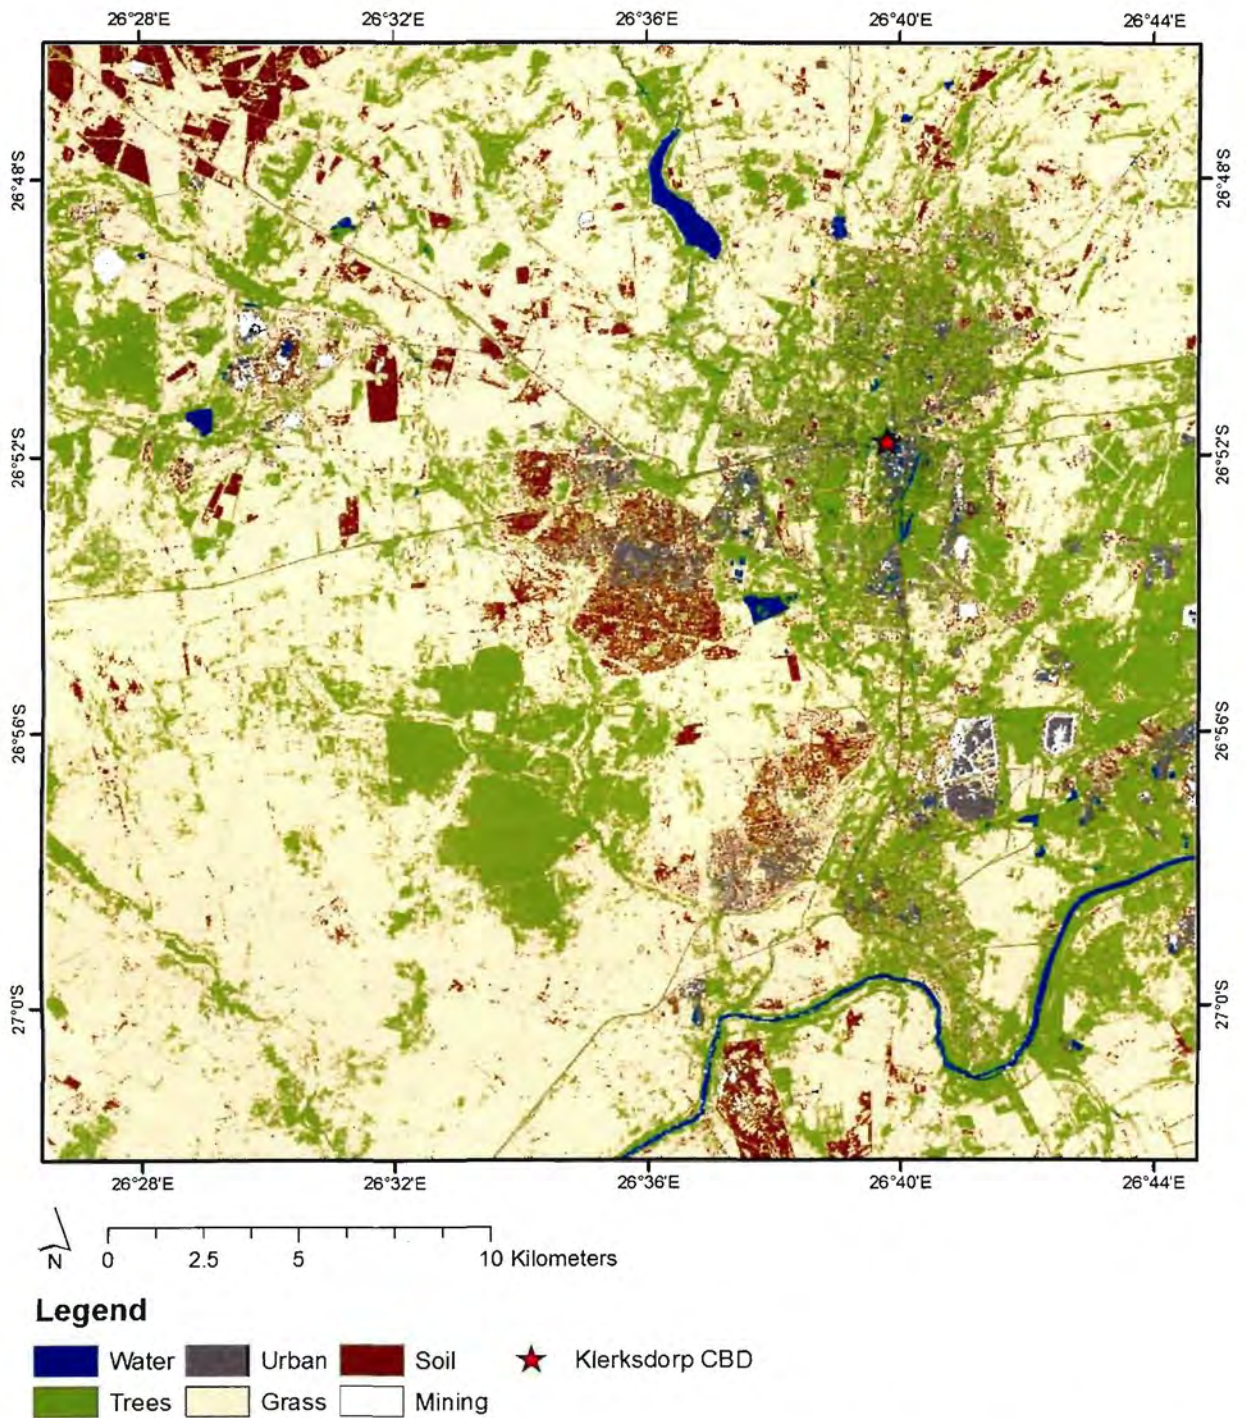 26°28'E 26°32'E 26°36'E 26°40'E 26°44'E
26°48'S 26°48'S
26°52'S 26°52'S
26°56'S 26°56'S
27°0'S 27°0'S
26°28'E 26°32'E 26°36'E 26°40'E 26°44'E
N 0 2.5 5 10 Kilometers
Legend
Water Urban Soil Klerksdorp CBD
Trees Grass Mining